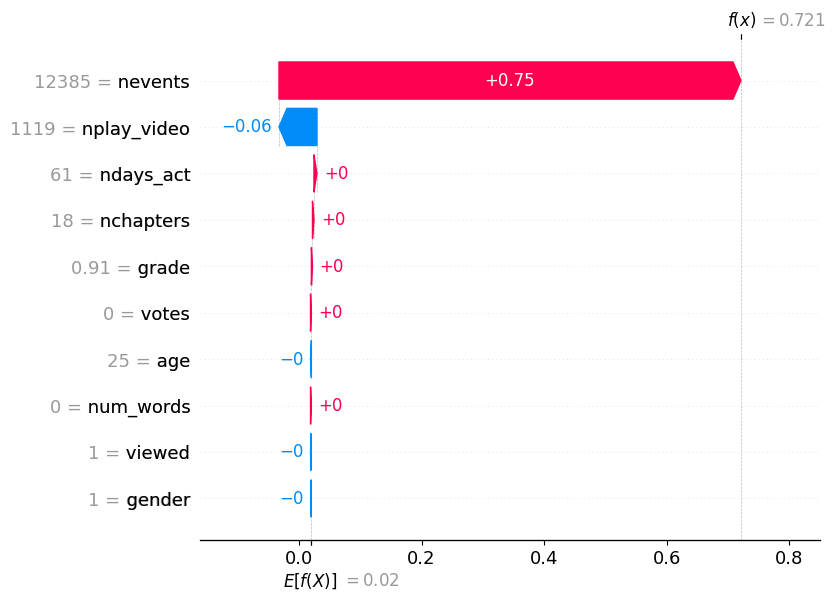 f(x) = 0.721
12385 = nevents
+0.75
1119 = nplay_video
−0.06
61 = ndays_act
+0
18 = nchapters
+0
0.91 = grade
+0
0 = votes
+0
25 = age
−0
0 = num_words
+0
1 = viewed
−0
1 = gender
−0
0.0 0.2 0.4 0.6 0.8
E[f(X)] = 0.02